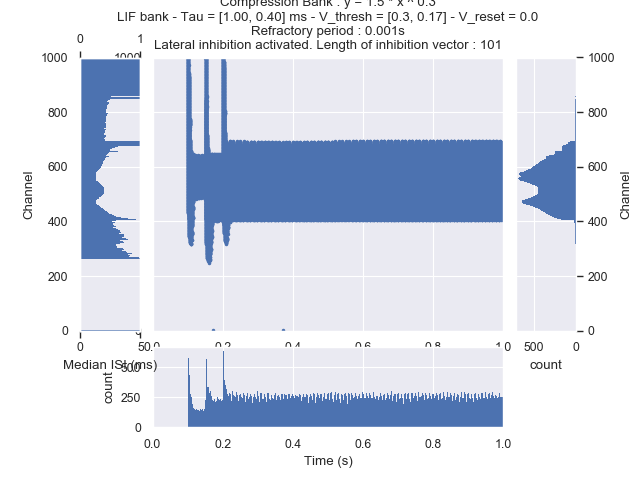 Compression Bank : y = 1.5 * x ^ 0.3
LIF bank - Tau = [1.00, 0.40] ms - V_thresh = [0.3, 0.17] - V_reset = 0.0
Refractory period : 0.001s
Lateral inhibition activated. Length of inhibition vector : 101
0 1
1000
1000 1000
800 800
600 600
400 400
200 200
0 0
Channel
Channel
0 500.0 0.2 0.4 0.6 0.8 1.0 500 0
Median ISI (ms)
count
count
500
250
0
0.0 0.2 0.4 0.6 0.8 1.0
Time (s)